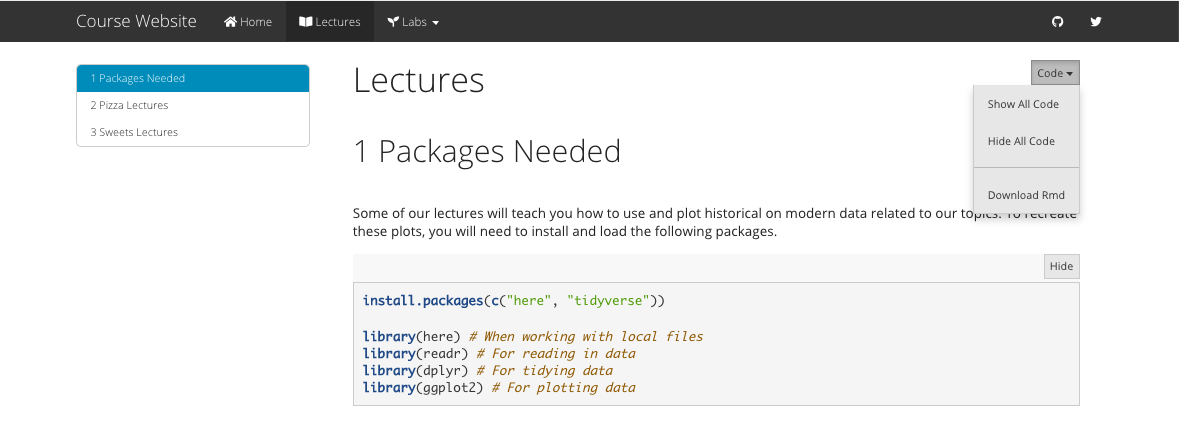 Course Website Home Lectures Labs
1 Packages Needed
2 Pizza Lectures
3 Sweets Lectures
Lectures
Code
Show All Code
Hide All Code
Download Rmd
1 Packages Needed
Some of our lectures will teach you how to use and plot historical on modern data related to our topics. To recreate
these plots, you will need to install and load the following packages.
Hide
install.packages(c("here", "tidyverse"))
library(here) # When working with local files
library(readr) # For reading in data
library(dplyr) # For tidying data
library(ggplot2) # For plotting data